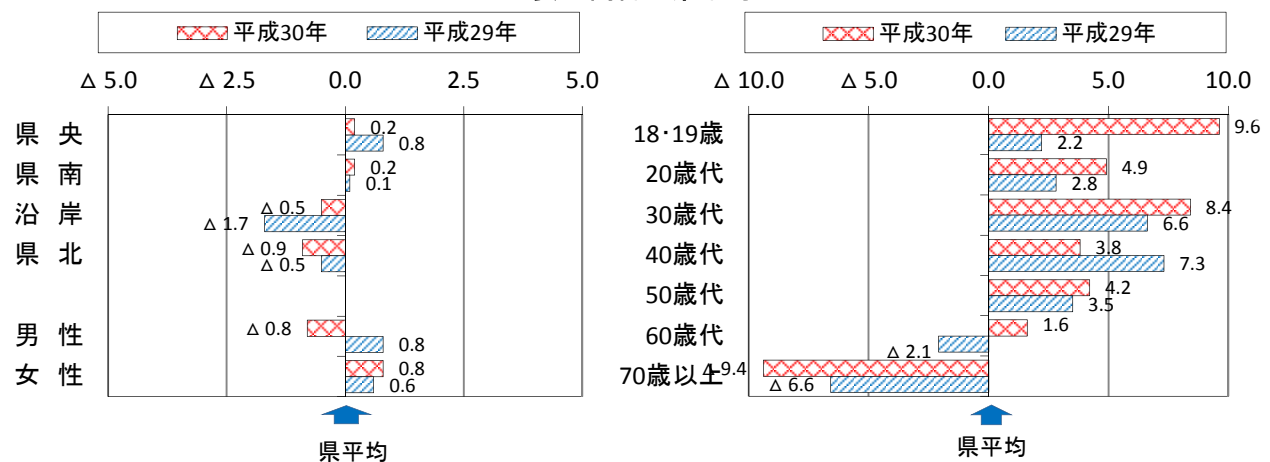 平成30年 平成29年
△ 5.0 △ 2.5 0.0 2.5 5.0
県 央 0.2
0.8
県 南 0.2
0.1
沿 岸 △ 0.5
△ 1.7
県 北 △ 0.9
△ 0.5
男 性 △ 0.8
0.8
女 性 0.8
0.6
県平均
平成30年 平成29年
△ 10.0 △ 5.0 0.0 5.0 10.0
18･19歳 9.6
2.2
20歳代 4.9
2.8
30歳代 8.4
6.6
40歳代 3.8
7.3
50歳代 4.2
3.5
60歳代 1.6
△ 2.1
70歳以上 9.4
△ 6.6
県平均